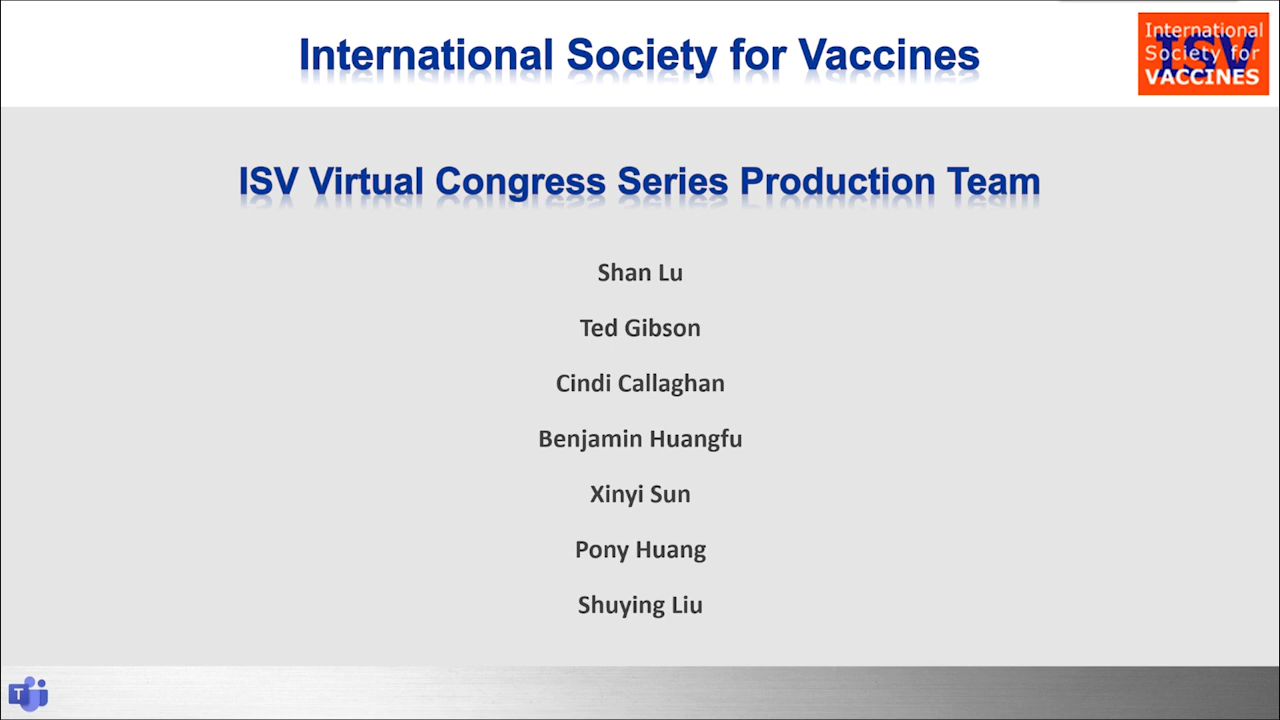 International Society for Vaccines
International
Society for
VACCINES
ISV
ISV Virtual Congress Series Production Team
Shan Lu
Ted Gibson
Cindi Callaghan
Benjamin Huangfu
Xinyi Sun
Pony Huang
Shuying Liu
T